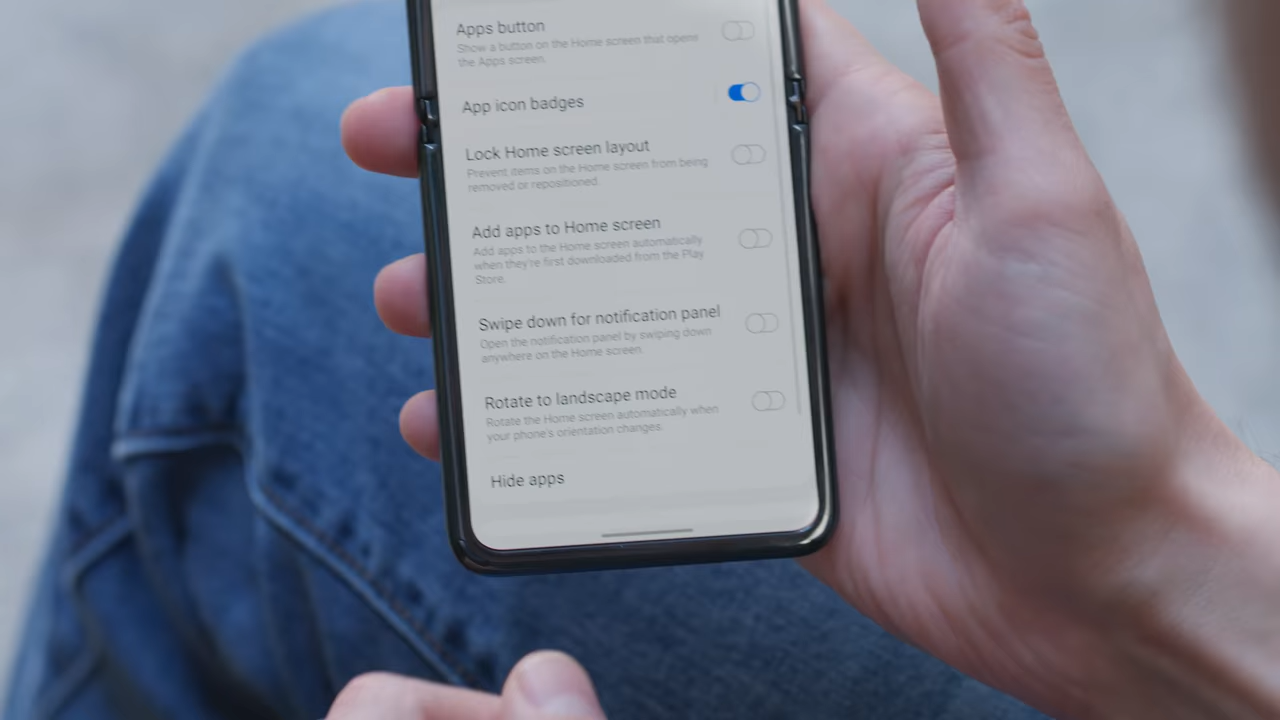 Apps button
Show a button on the Home screen that opens
the Apps screen.
App icon badges
Lock Home screen layout
Prevent items on the Home screen from being
removed or repositioned.
Add apps to Home screen
Add apps to the Home screen automatically
when they're first downloaded from the Play
Store.
Swipe down for notification panel
Open the notification panel by swiping down
anywhere on the Home screen.
Rotate to landscape mode
Rotate the Home screen automatically when
your phone's orientation changes.
Hide apps